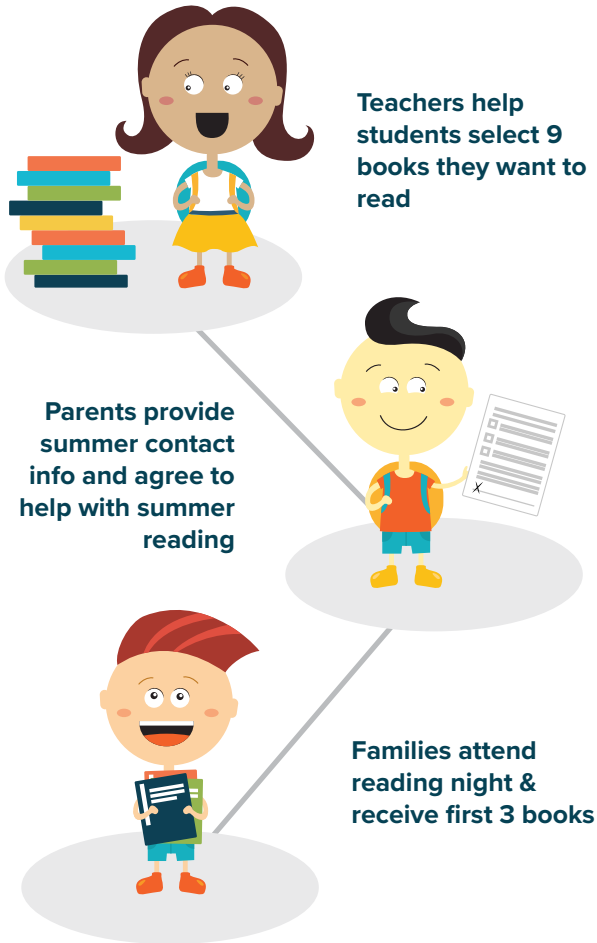 Teachers help
students select 9
books they want to
read
Parents provide
summer contact
info and agree to
help with summer
reading
Families attend
reading night &
receive first 3 books